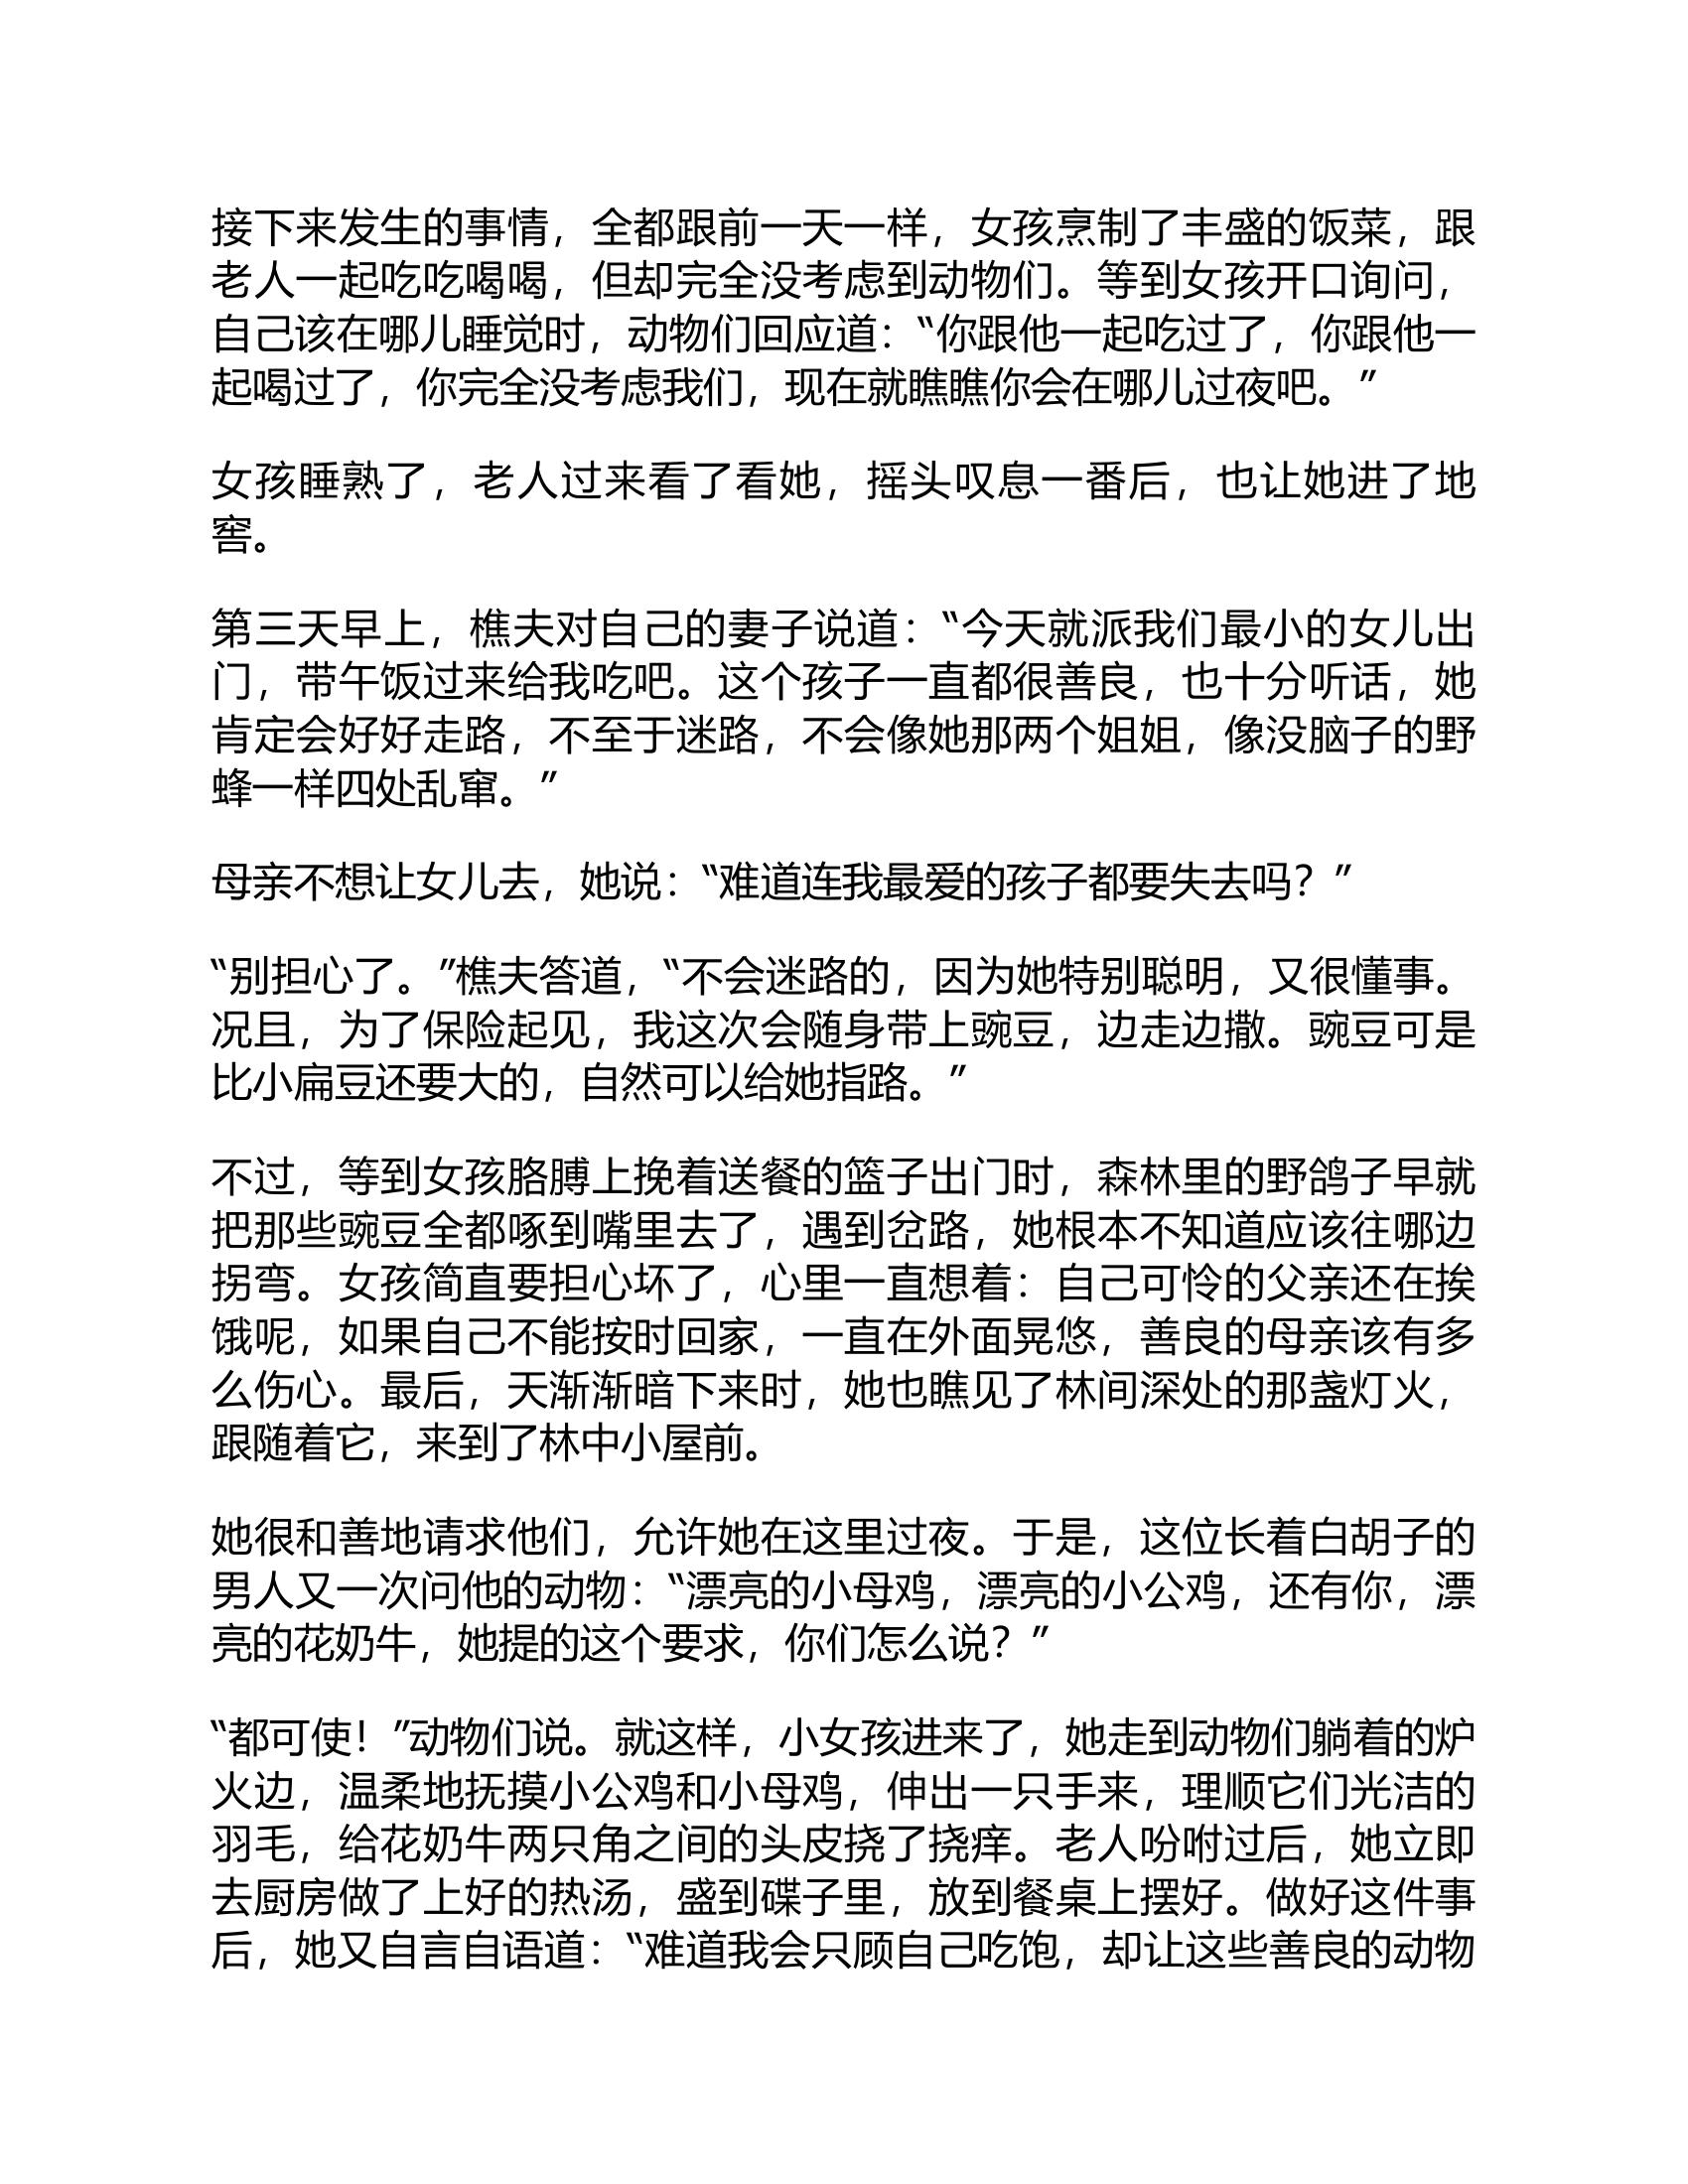 接下来发生的事情，全都跟前一天一样，女孩烹制了丰盛的饭菜，跟
老人一起吃吃喝喝，但却完全没考虑到动物们。等到女孩开口询问，
自己该在哪儿睡觉时，动物们回应道：“你跟他一起吃过了，你跟他一
起喝过了，你完全没考虑我们，现在就瞧瞧你会在哪儿过夜吧。”
女孩睡熟了，老人过来看了看她，摇头叹息一番后，也让她进了地
窖。
第三天早上，樵夫对自己的妻子说道：“今天就派我们最小的女儿出
门，带午饭过来给我吃吧。这个孩子一直都很善良，也十分听话，她
肯定会好好走路，不至于迷路，不会像她那两个姐姐，像没脑子的野
蜂一样四处乱窜。”
母亲不想让女儿去，她说：“难道连我最爱的孩子都要失去吗？”
“别担心了。”樵夫答道，“不会迷路的，因为她特别聪明，又很懂事。
况且，为了保险起见，我这次会随身带上豌豆，边走边撒。豌豆可是
比小扁豆还要大的，自然可以给她指路。”
不过，等到女孩胳膊上挽着送餐的篮子出门时，森林里的野鸽子早就
把那些豌豆全都啄到嘴里去了，遇到岔路，她根本不知道应该往哪边
拐弯。女孩简直要担心坏了，心里一直想着：自己可怜的父亲还在挨
饿呢，如果自己不能按时回家，一直在外面晃悠，善良的母亲该有多
么伤心。最后，天渐渐暗下来时，她也瞧见了林间深处的那盏灯火，
跟随着它，来到了林中小屋前。
她很和善地请求他们，允许她在这里过夜。于是，这位长着白胡子的
男人又一次问他的动物：“漂亮的小母鸡，漂亮的小公鸡，还有你，漂
亮的花奶牛，她提的这个要求，你们怎么说？”
“都可使！”动物们说。就这样，小女孩进来了，她走到动物们躺着的炉
火边，温柔地抚摸小公鸡和小母鸡，伸出一只手来，理顺它们光洁的
羽毛，给花奶牛两只角之间的头皮挠了挠痒。老人吩咐过后，她立即
去厨房做了上好的热汤，盛到碟子里，放到餐桌上摆好。做好这件事
后，她又自言自语道：“难道我会只顾自己吃饱，却让这些善良的动物